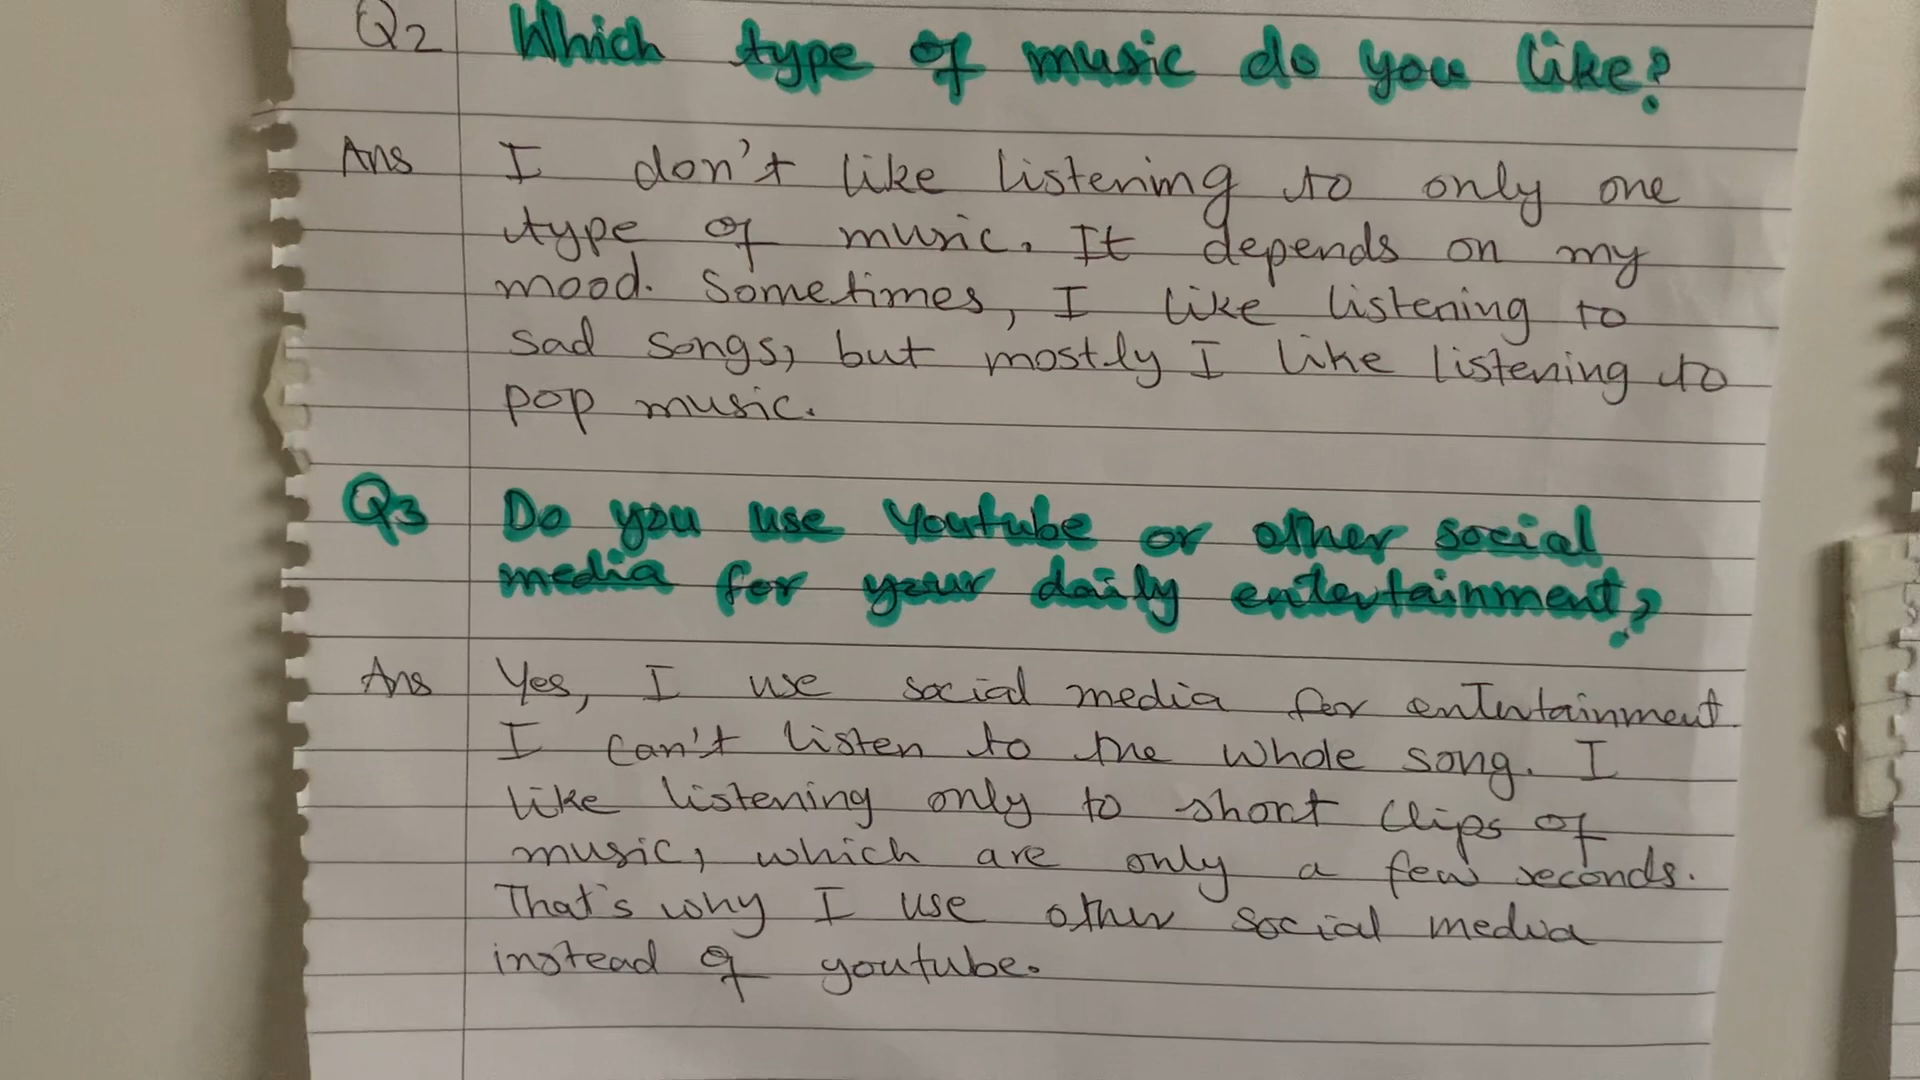 Q2 Which type of music do you like?
Ans I don't like listening to only one
type of music. It depends on my
mood. Sometimes, I like listening to
sad songs, but mostly I like listening to
pop music.
Q3 Do you use Youtube or other social
media for your daily entertainment?
Ans Yes, I use social media for entertainment
I can't listen to the whole song. I
like listening only to short clips of
music, which are only a few seconds.
That's why I use other social media
instead of youtube.